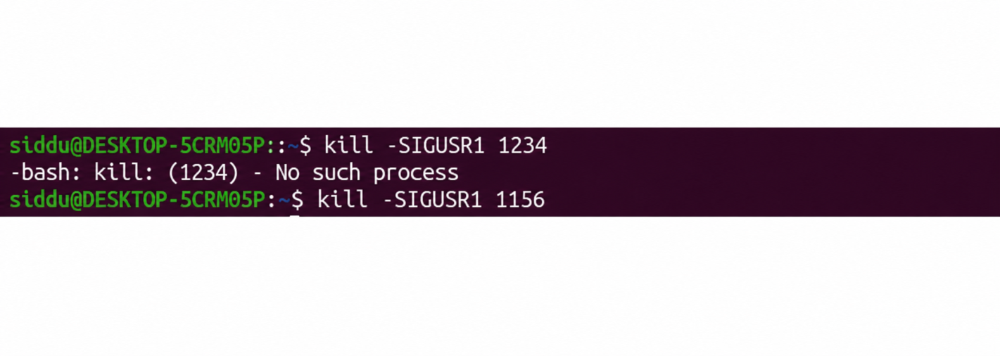 siddu@DESKTOP-5CRM05P::~$ kill -SIGUSR1 1234
-bash: kill: (1234) - No such process
siddu@DESKTOP-5CRM05P:~$ kill -SIGUSR1 1156